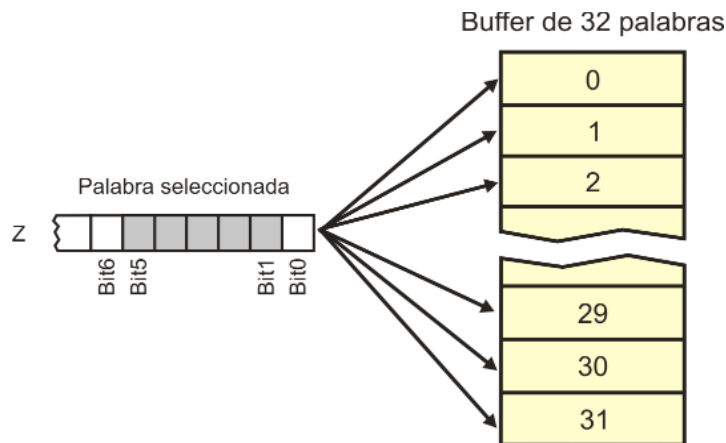 Buffer de 32 palabras
0
1
2
Palabra seleccionada
Z
Bit6
Bit5
Bit1
Bit0
29
30
31